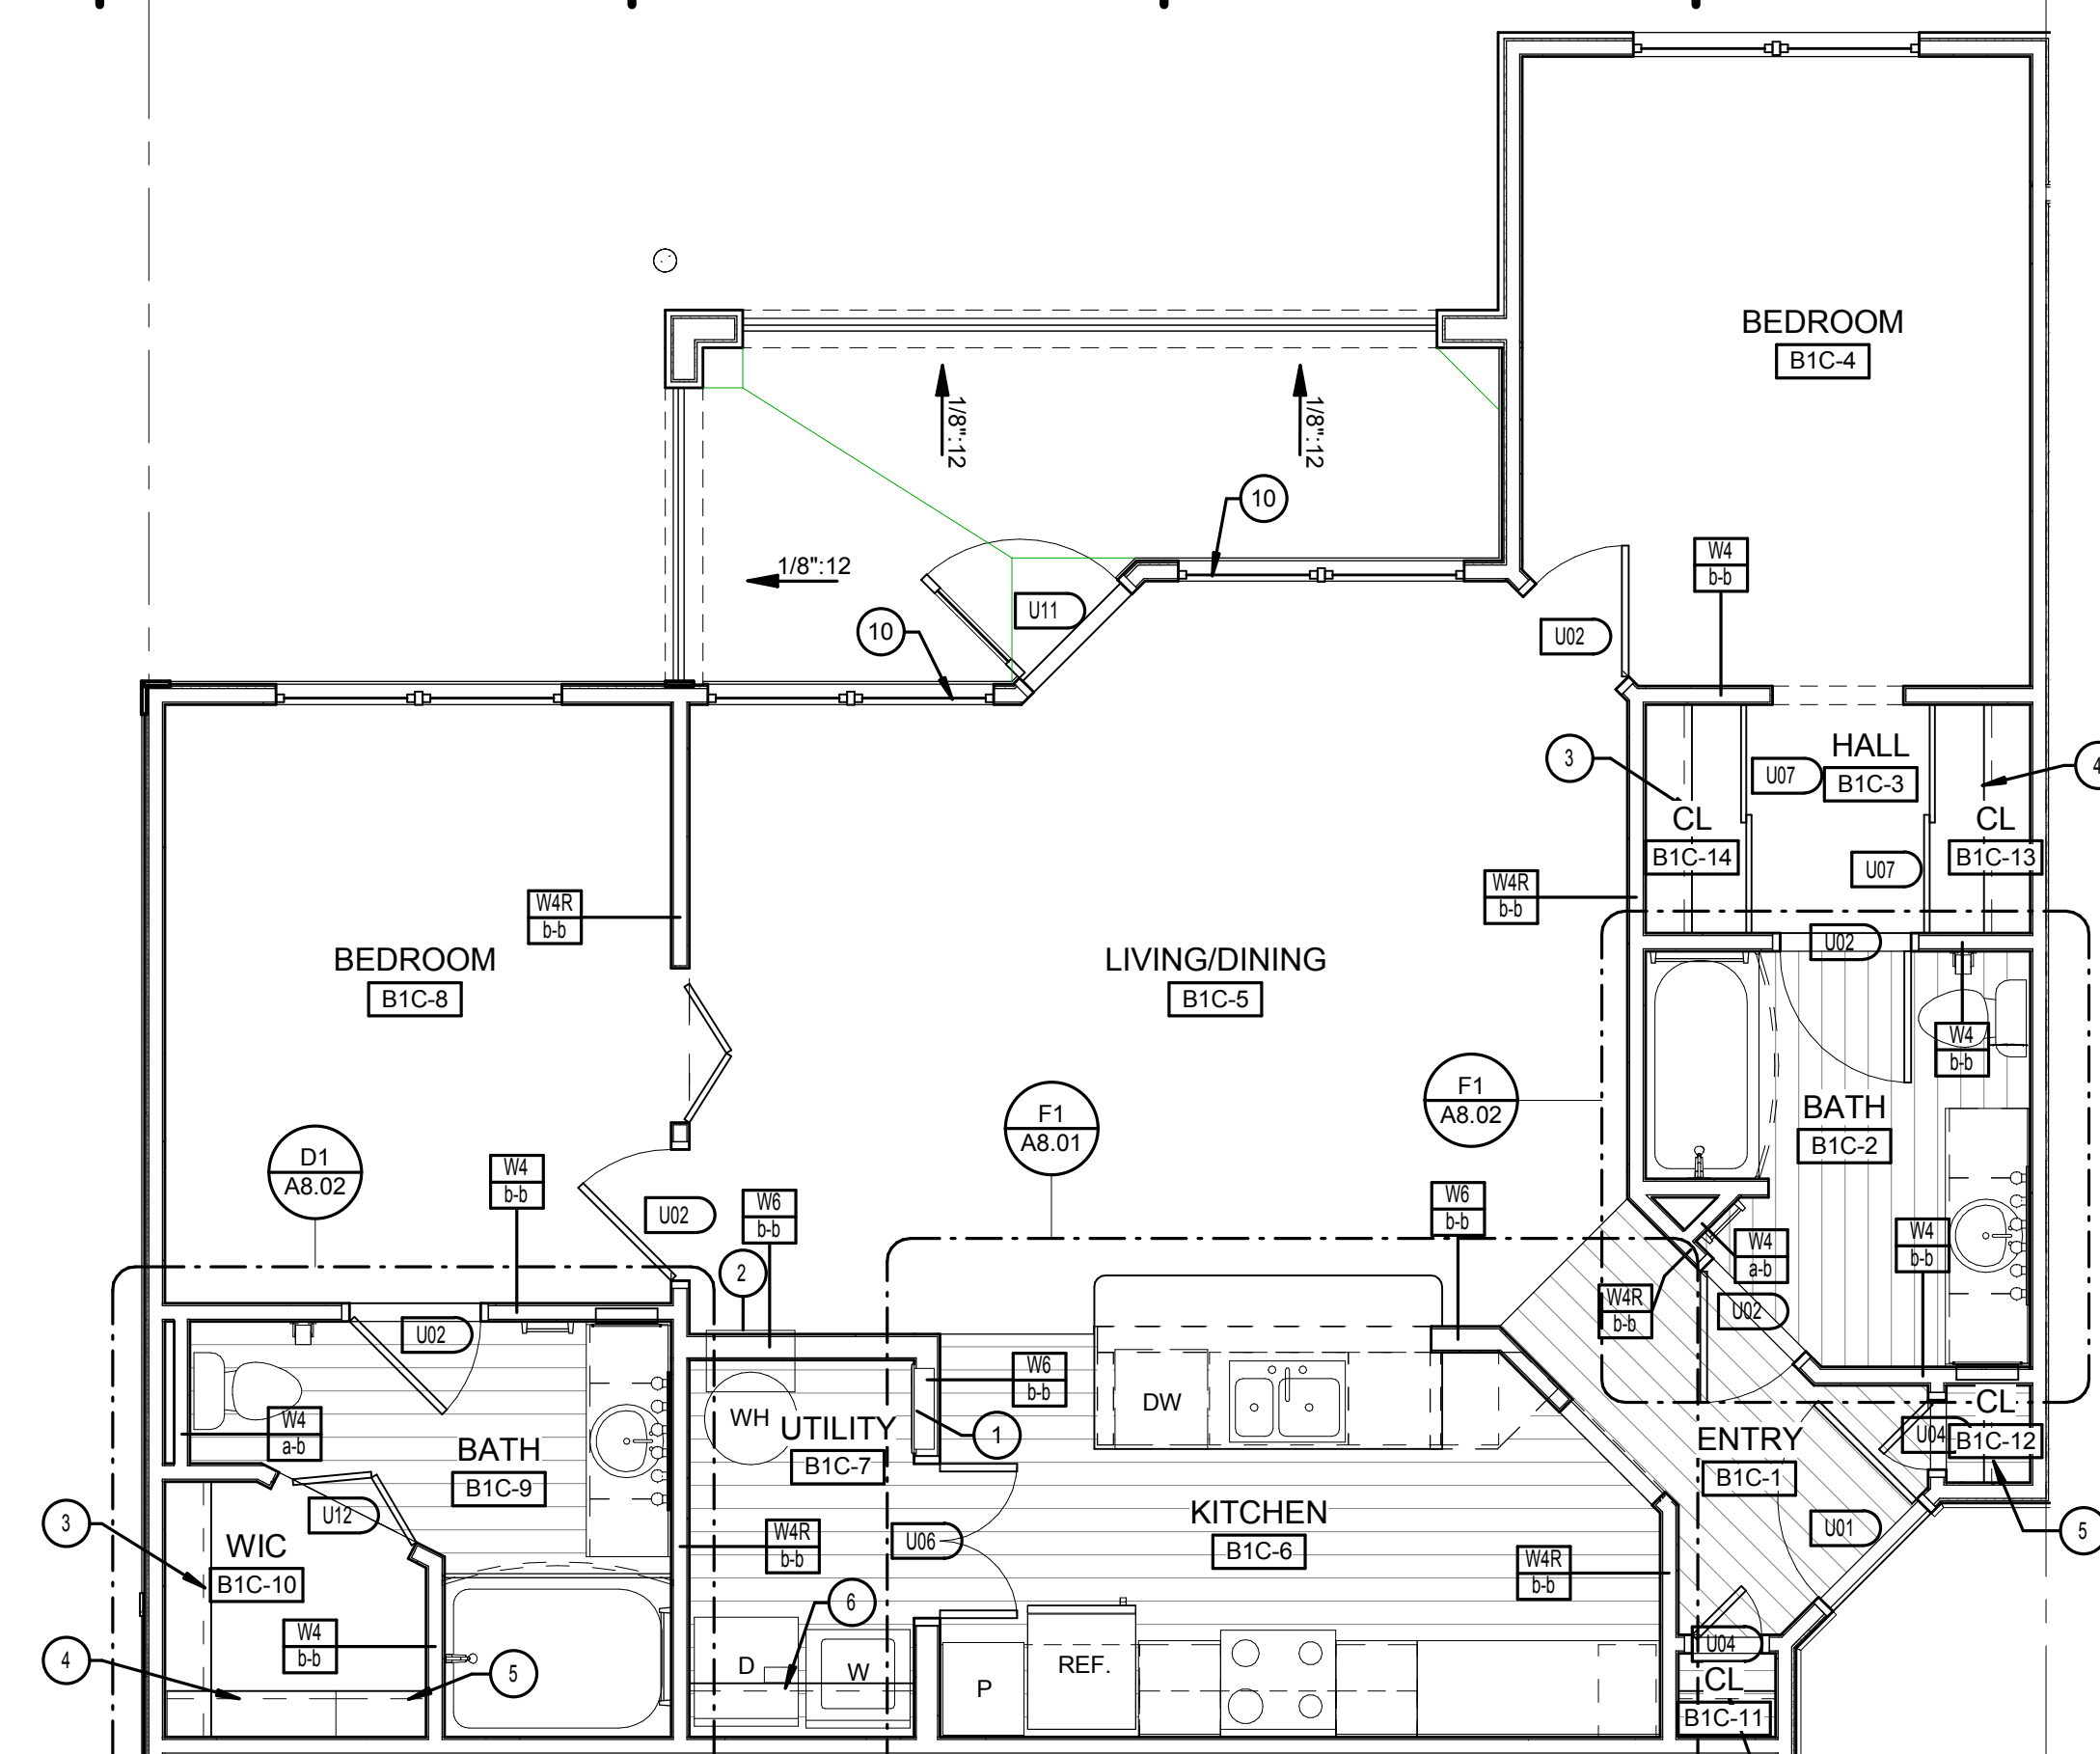 BEDROOM
B1C-4
1/8":12
1/8":12
10
1/8":12
U11
10
U02
W4
b-b
HALL
B1C-3
U07
3
4
CL
B1C-14
CL
B1C-13
U07
W4R
b-b
W4R
b-b
U02
BEDROOM
B1C-8
LIVING/DINING
B1C-5
W4
b-b
F1
A8.02
F1
A8.01
BATH
B1C-2
D1
A8.02
W4
b-b
U02
W6
b-b
W6
b-b
W4
a-b
W4
b-b
2
W4R
b-b
U02
U02
W6
b-b
DW
WH
UTILITY
B1C-7
1
W4
a-b
BATH
B1C-9
ENTRY
B1C-1
CL
U04
B1C-12
U12
3
WIC
B1C-10
W4R
b-b
U06
KITCHEN
B1C-6
W4R
b-b
U01
5
6
W4
b-b
4
5
D
W
P
REF.
U04
CL
B1C-11